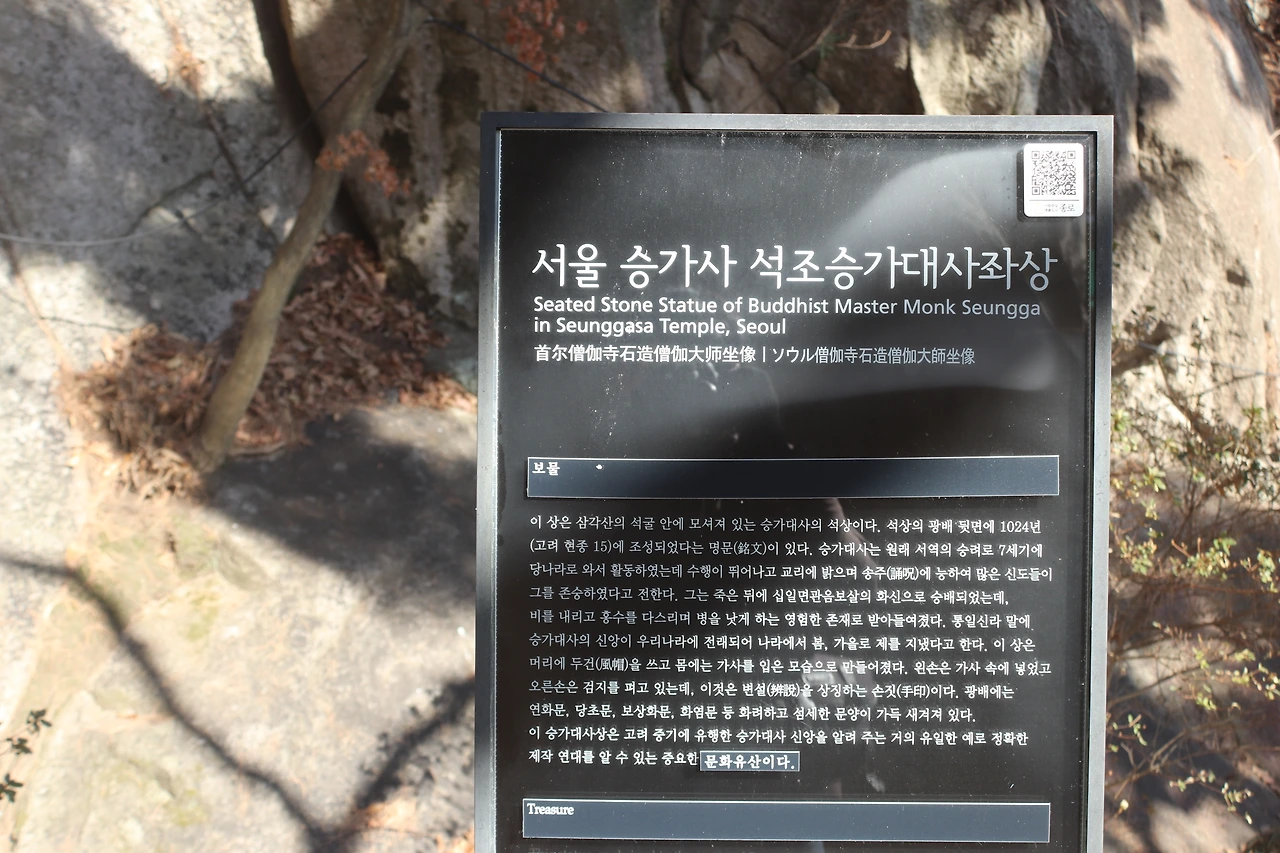 서울 승가사 석조승가대사좌상
Seated Stone Statue of Buddhist Master Monk Seungga
in Seunggasa Temple, Seoul
首尔僧伽寺石造僧伽大师坐像 | ソウル僧伽寺石造僧伽大師坐像
보물
이 상은 삼각산의 석굴 안에 모셔져 있는 승가대사의 석상이다. 석상의 광배 뒷면에 1024년
(고려 현종 15)에 조성되었다는 명문(銘文)이 있다. 승가대사는 원래 서역의 승려로 7세기에
당나라로 와서 활동하였는데 수행이 뛰어나고 교리에 밝으며 송주(誦呪)에 능하여 많은 신도들이
그를 존숭하였다고 전한다. 그는 죽은 뒤에 십일면관음보살의 화신으로 숭배되었는데,
비를 내리고 홍수를 다스리며 병을 낫게 하는 영험한 존재로 받아들여졌다. 통일신라 말에
승가대사의 신앙이 우리나라에 전래되어 나라에서 봄, 가을로 제를 지냈다고 한다. 이 상은
머리에 두건(風帽)을 쓰고 몸에는 가사를 입은 모습으로 만들어졌다. 왼손은 가사 속에 넣었고
오른손은 검지를 펴고 있는데, 이것은 변설(辨說)을 상징하는 손짓(手印)이다. 광배에는
연화문, 당초문, 보상화문, 화염문 등 화려하고 섬세한 문양이 가득 새겨져 있다.
이 승가대사상은 고려 중기에 유행한 승가대사 신앙을 알려 주는 거의 유일한 예로 정확한
제작 연대를 알 수 있는 중요한 문화유산이다.
Treasure